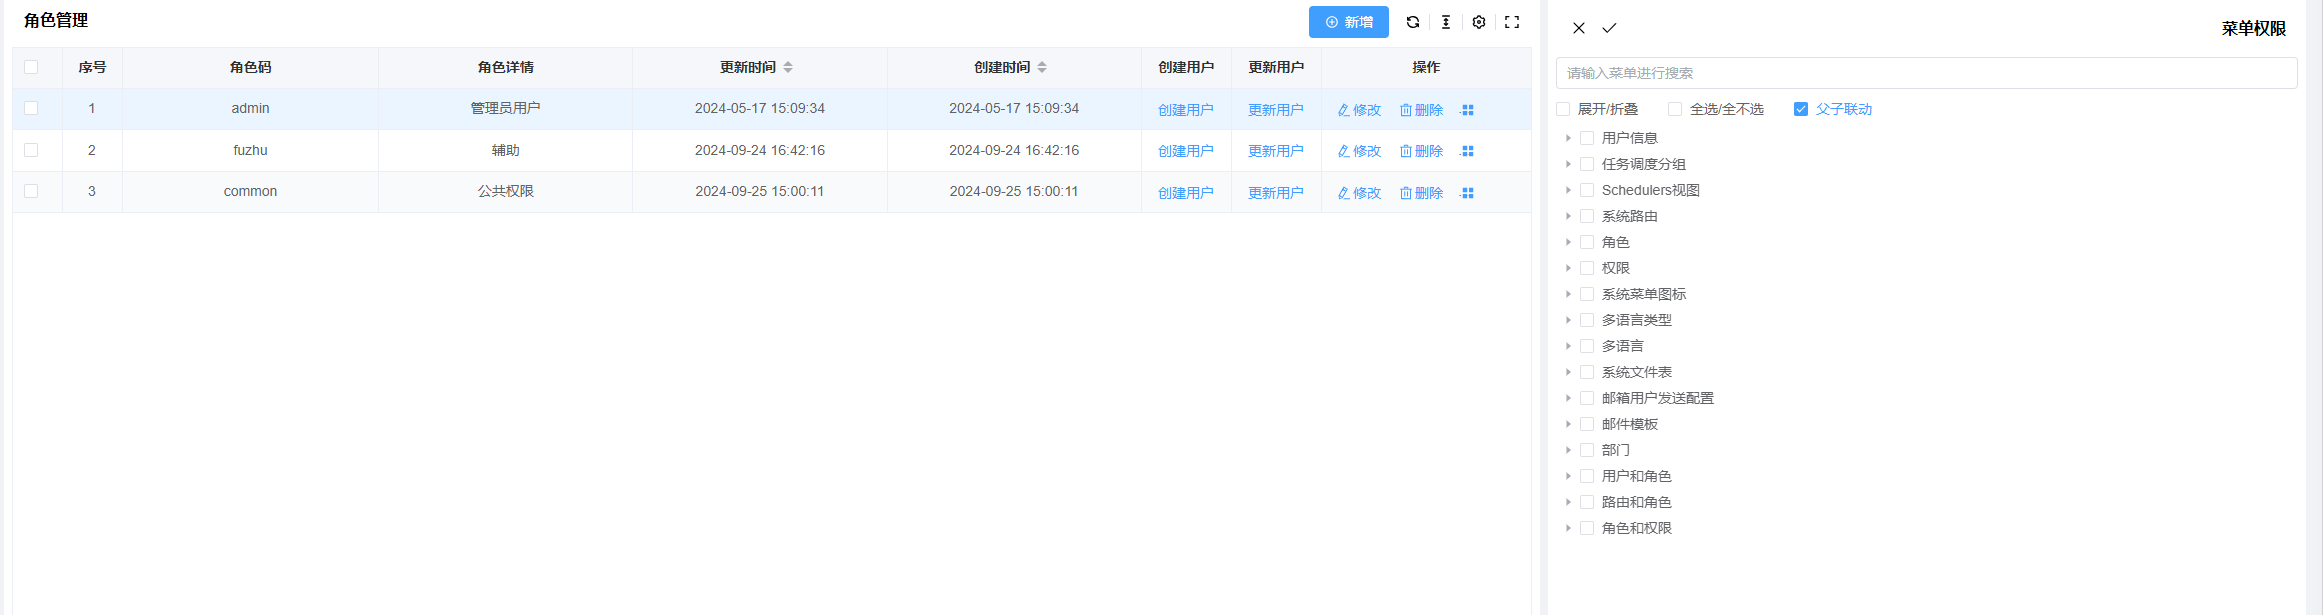 角色管理
新增
序号 角色码 角色详情 更新时间 创建时间 创建用户 更新用户 操作
1 admin 管理员用户 2024-05-17 15:09:34 2024-05-17 15:09:34 创建用户 更新用户 修改 删除
2 fuzhu 辅助 2024-09-24 16:42:16 2024-09-24 16:42:16 创建用户 更新用户 修改 删除
3 common 公共权限 2024-09-25 15:00:11 2024-09-25 15:00:11 创建用户 更新用户 修改 删除
菜单权限
请输入菜单进行搜索
展开/折叠 全选/全不选 父子联动
用户信息
任务调度分组
Schedulers视图
系统路由
角色
权限
系统菜单图标
多语言类型
多语言
系统文件表
邮箱用户发送配置
邮件模板
部门
用户和角色
路由和角色
角色和权限